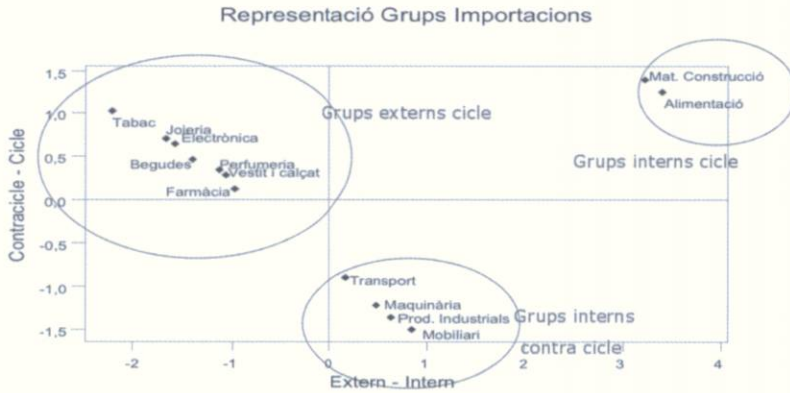 Representació Grups Importacions
Contracicle - Cicle
1,5
1,0
0,5
0,0
-0,5
-1,0
-1,5
Mat. Construcció
Alimentació
Grups externs cicle
Tabac
Joieria
Electrònica
Grups interns cicle
Begudes
Perfumeria
Vestit i calçat
Farmàcia
Transport
Maquinària
Prod. Industrials
Mobiliari
Grups interns
contra cicle
-2
-1
0
1
2
3
4
Extern - Intern